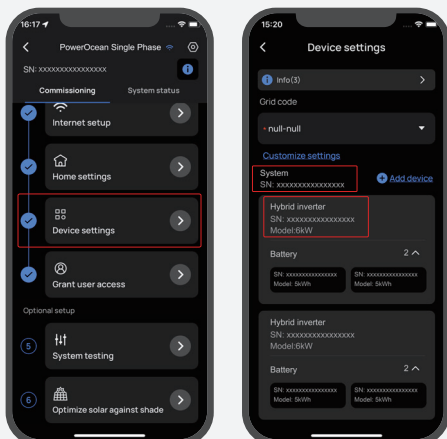 16:17
PowerOcean Single Phase
SN: xxxxxxxxxxxxxxxx
Commissioning
System status
Internet setup
Home settings
Device settings
Grant user access
Optional setup
5
System testing
6
Optimize solar against shade
15:20
Device settings
Info(3)
Grid code
null-null
Customize settings
System
SN: xxxxxxxxxxxxxxxx
Add device
Hybrid inverter
SN: xxxxxxxxxxxxxxxx
Model:6kW
Battery
2
SN: xxxxxxxxxxxxxxxx
Model: 5kWh
SN: xxxxxxxxxxxxxxxx
Model: 5kWh
Hybrid inverter
SN: xxxxxxxxxxxxxxxx
Model:6kW
Battery
2
SN: xxxxxxxxxxxxxxxx
Model: 5kWh
SN: xxxxxxxxxxxxxxxx
Model: 5kWh